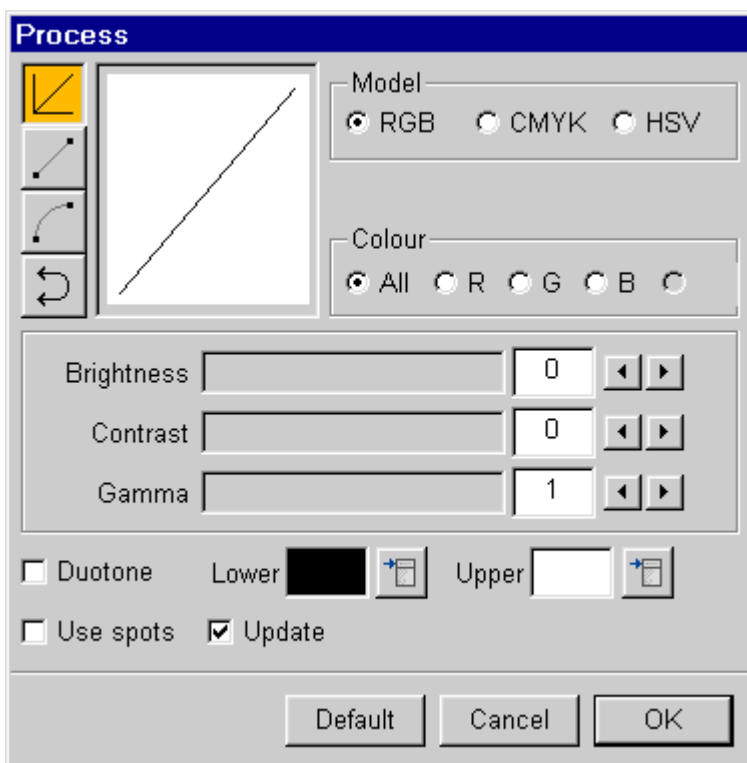 Process
Model
RGB CMYK HSV
Colour
All R G B
Brightness 0
Contrast 0
Gamma 1
Duotone Lower Upper
Use spots Update
Default Cancel OK